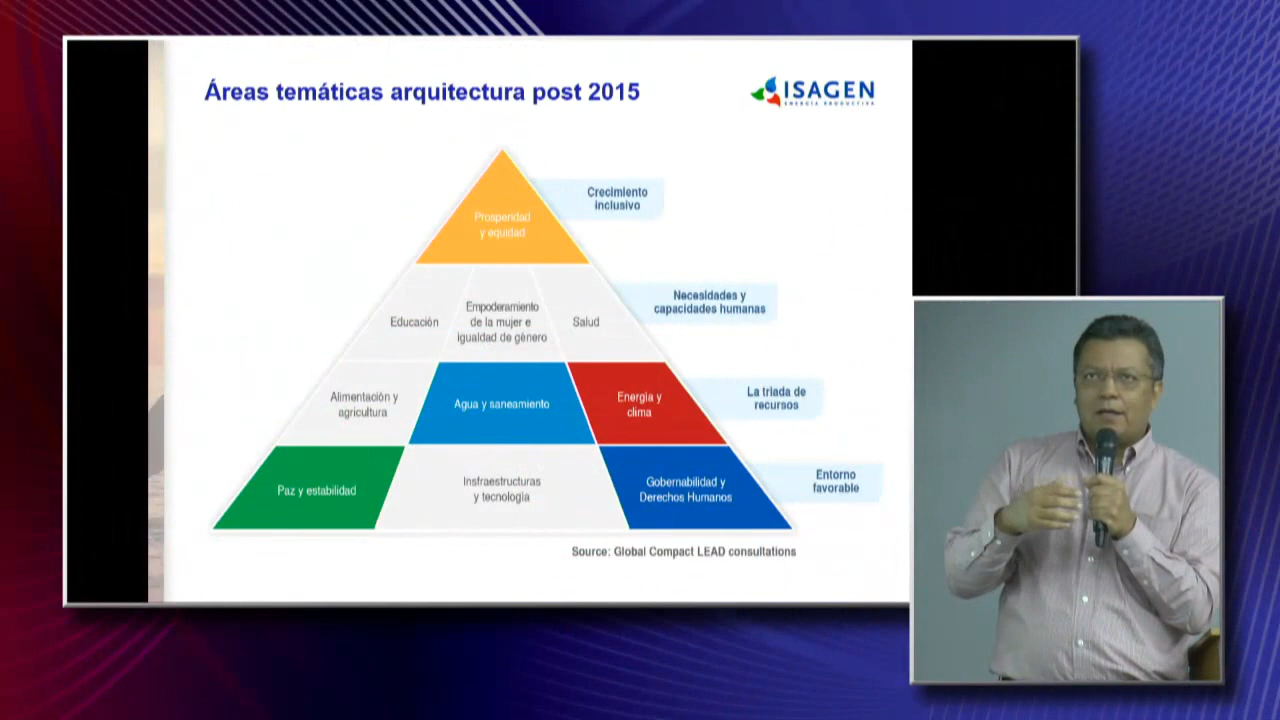 Áreas temáticas arquitectura post 2015
ISAGEN
ENERGÍA PRODUCTIVA
Crecimiento
inclusivo
Prosperidad
y equidad
Necesidades y
capacidades humanas
Educación
Empoderamiento
de la mujer e
igualdad de género
Salud
La triada de
recursos
Alimentación y
agricultura
Agua y saneamiento
Energía y
clima
Entorno
favorable
Paz y estabilidad
Insfraestructuras
y tecnología
Gobernabilidad y
Derechos Humanos
Source: Global Compact LEAD consultations